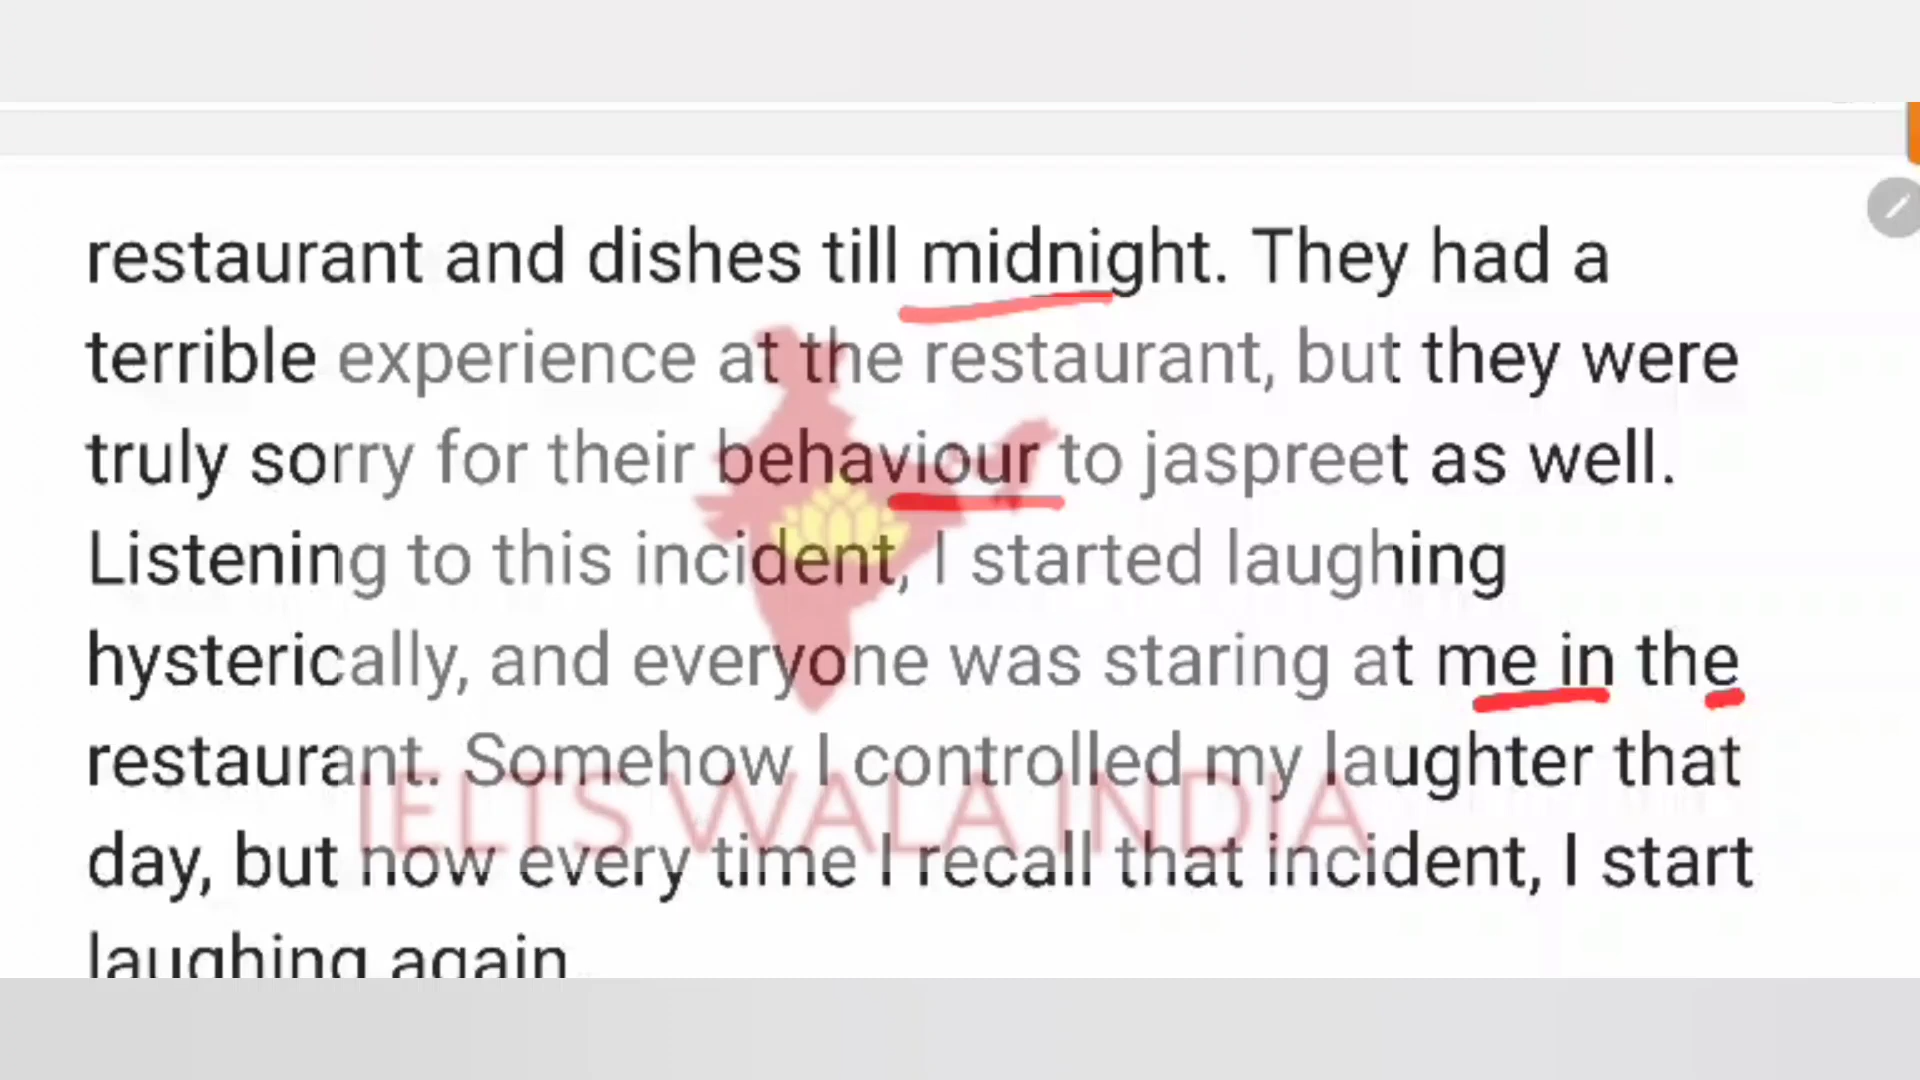 restaurant and dishes till midnight. They had a
terrible experience at the restaurant, but they were
truly sorry for their behaviour to jaspreet as well.
Listening to this incident, I started laughing
hysterically, and everyone was staring at me in the
restaurant. Somehow I controlled my laughter that
IELTS WALA INDIA
day, but now every time I recall that incident, I start
laughing again.